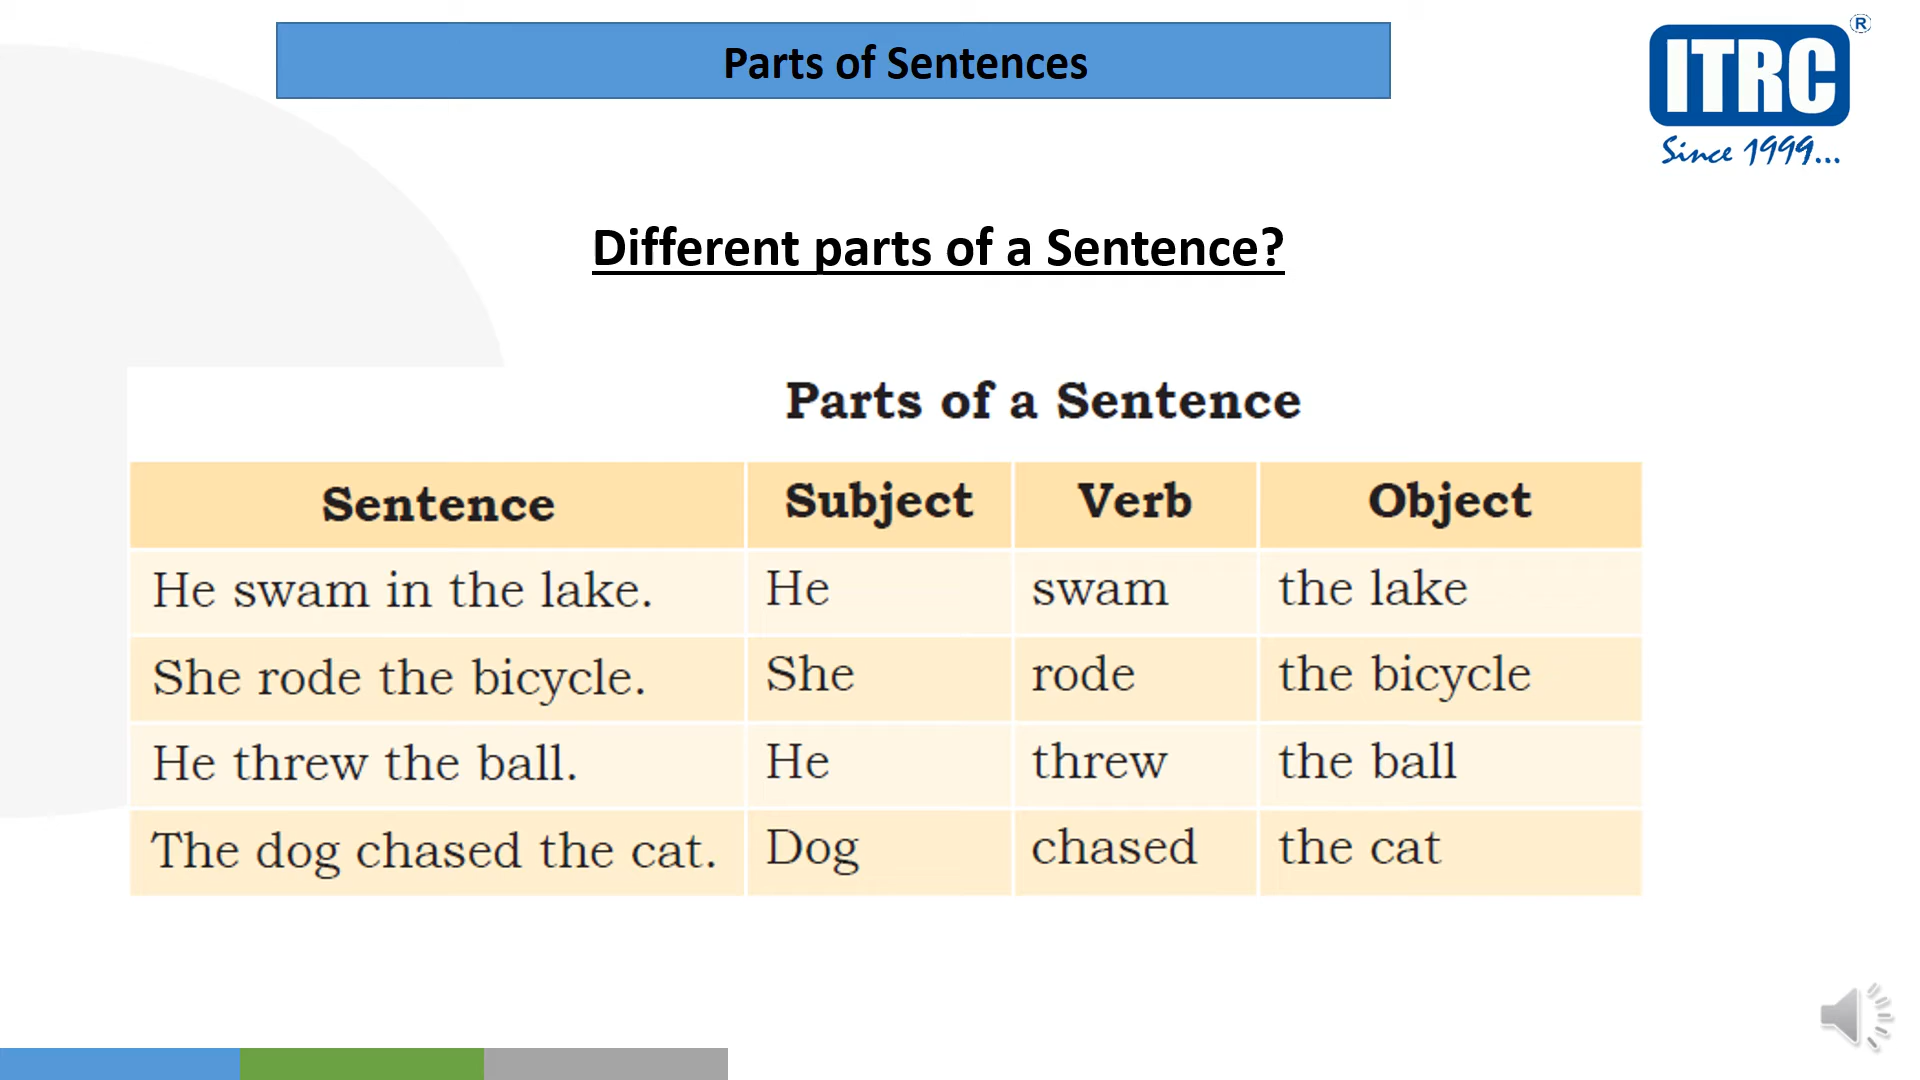 Parts of Sentences
ITRC ®
Since 1999...
Different parts of a Sentence?
Parts of a Sentence
Sentence Subject Verb Object
He swam in the lake. He swam the lake
She rode the bicycle. She rode the bicycle
He threw the ball. He threw the ball
The dog chased the cat. Dog chased the cat